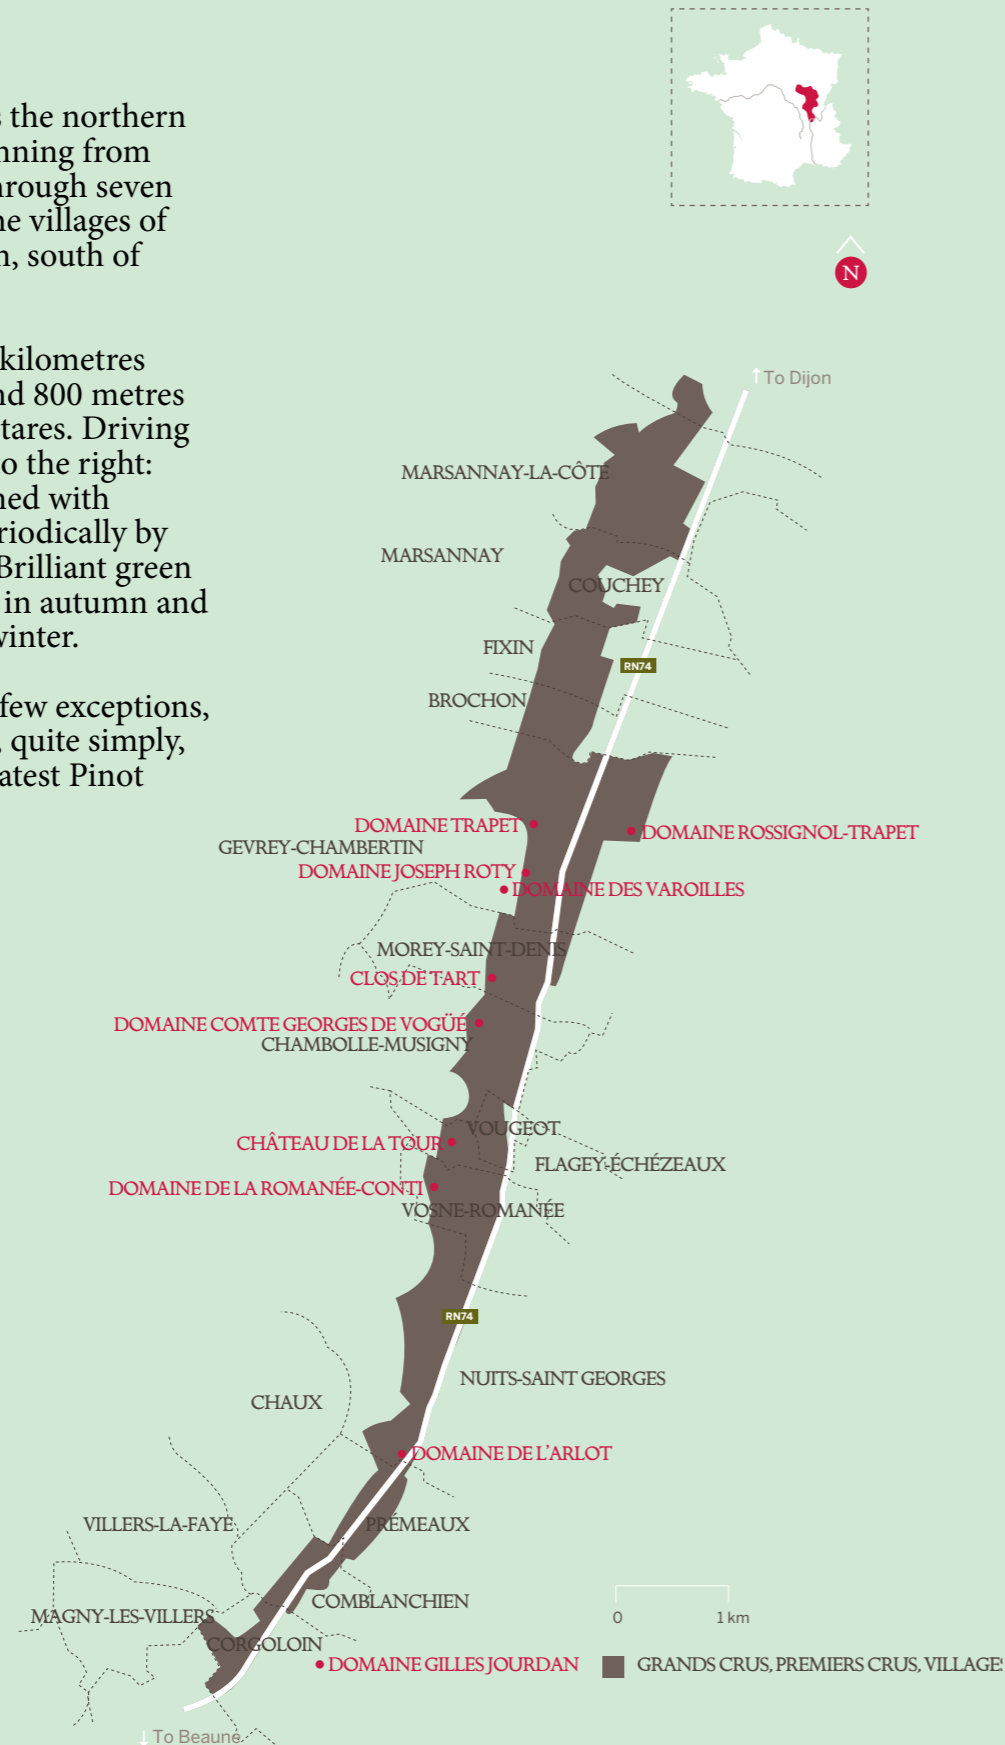 s the northern
nning from
hrough seven
ne villages of
n, south of
kilometres
nd 800 metres
tares. Driving
o the right:
ned with
riodically by
Brilliant green
in autumn and
winter.
few exceptions,
, quite simply,
atest Pinot
N
↑ To Dijon
MARSANNAY-LA-CÔTE
MARSANNAY
COUCHEY
FIXIN
RN74
BROCHON
DOMAINE TRAPET
DOMAINE ROSSIGNOL-TRAPET
GEVREY-CHAMBERTIN
DOMAINE JOSEPH ROTY
DOMAINE DES VAROILLES
MOREY-SAINT-DENIS
CLOS DE TART
DOMAINE COMTE GEORGES DE VOGÜÉ
CHAMBOLLE-MUSIGNY
VOUGEOT
CHÂTEAU DE LA TOUR
FLAGEY-ÉCHÉZEAUX
DOMAINE DE LA ROMANÉE-CONTI
VOSNE-ROMANÉE
RN74
NUITS-SAINT GEORGES
CHAUX
DOMAINE DE L'ARLOT
VILLERS-LA-FAYE
PRÉMEAUX
COMBLANCHIEN
MAGNY-LES-VILLERS
0 1 km
CORGOLOIN
DOMAINE GILLES JOURDAN
GRANDS CRUS, PREMIERS CRUS, VILLAGES
↓ To Beaune